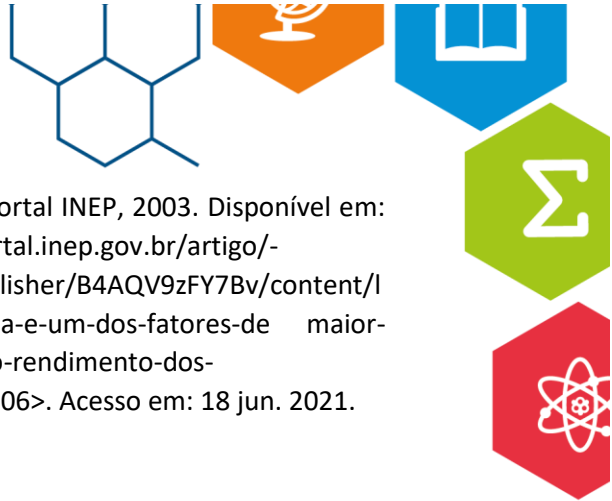 ortal INEP, 2003. Disponível em:
rtal.inep.gov.br/artigo/-
lisher/B4AQV9zFY7Bv/content/l
a-e-um-dos-fatores-de maior-
o-rendimento-dos-
06>. Acesso em: 18 jun. 2021.
Σ